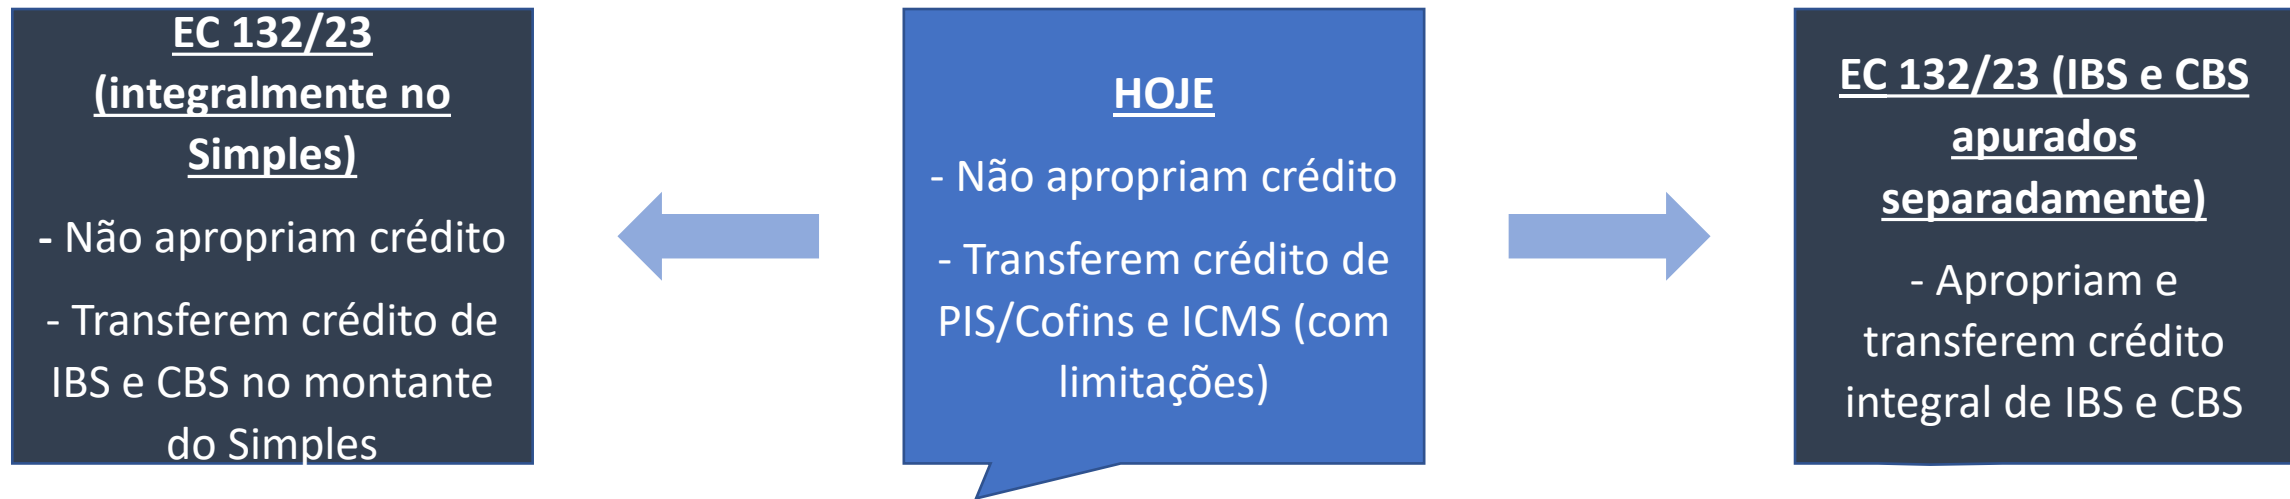 EC 132/23
(integralmente no
Simples)
- Não apropriam crédito
- Transferem crédito de
IBS e CBS no montante
do Simples
HOJE
- Não apropriam crédito
- Transferem crédito de
PIS/Cofins e ICMS (com
limitações)
EC 132/23 (IBS e CBS
apurados
separadamente)
- Apropriam e
transferem crédito
integral de IBS e CBS